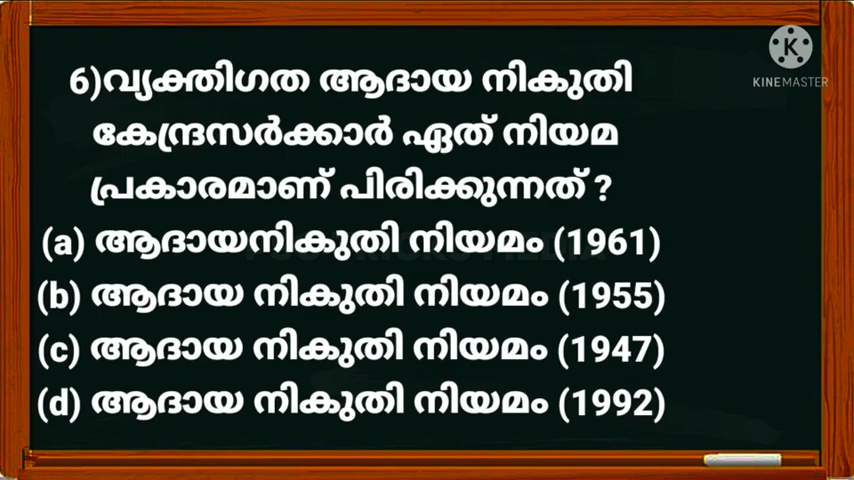 6)വ്യക്തിഗത ആദായ നികുതി
കേന്ദ്രസർക്കാർ ഏത് നിയമ
പ്രകാരമാണ് പിരിക്കുന്നത് ?
(a) ആദായനികുതി നിയമം (1961)
(b) ആദായ നികുതി നിയമം (1955)
(c) ആദായ നികുതി നിയമം (1947)
(d) ആദായ നികുതി നിയമം (1992)
K
KINEMASTER